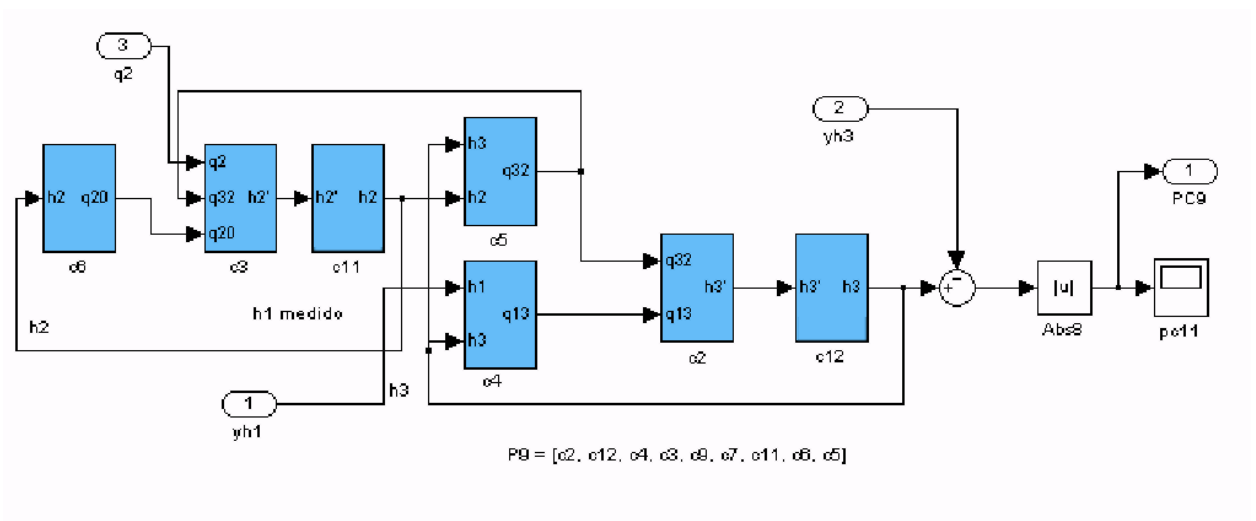 3
q2
2
yh3
h2 q20
c6
q2
q32 h2'
q20
c3
h2' h2
c11
h3
q32
h2
c5
h1
q13
h3
c4
q32
h3'
q13
c2
h3' h3
c12
+
−
|u|
Abs8
1
PC9
pc11
h2
h1 medido
h3
1
yh1
P9 = [c2, c12, c4, c3, c9, c7, c11, c6, c5]